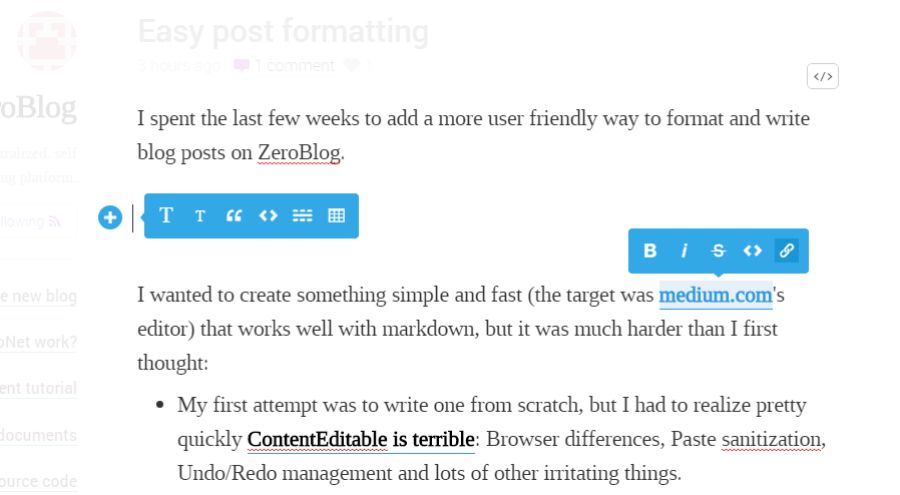 Easy post formatting
3 hours ago 1 comment 1
</>
roBlog
I spent the last few weeks to add a more user friendly way to format and write
blog posts on ZeroBlog.
self
platform.
T T
B i S
I wanted to create something simple and fast (the target was medium.com's
e new blog
editor) that works well with markdown, but it was much harder than I first
oNet work?
thought:
ent tutorial
My first attempt was to write one from scratch, but I had to realize pretty
documents
quickly ContentEditable is terrible: Browser differences, Paste sanitization,
Undo/Redo management and lots of other irritating things.
ource code